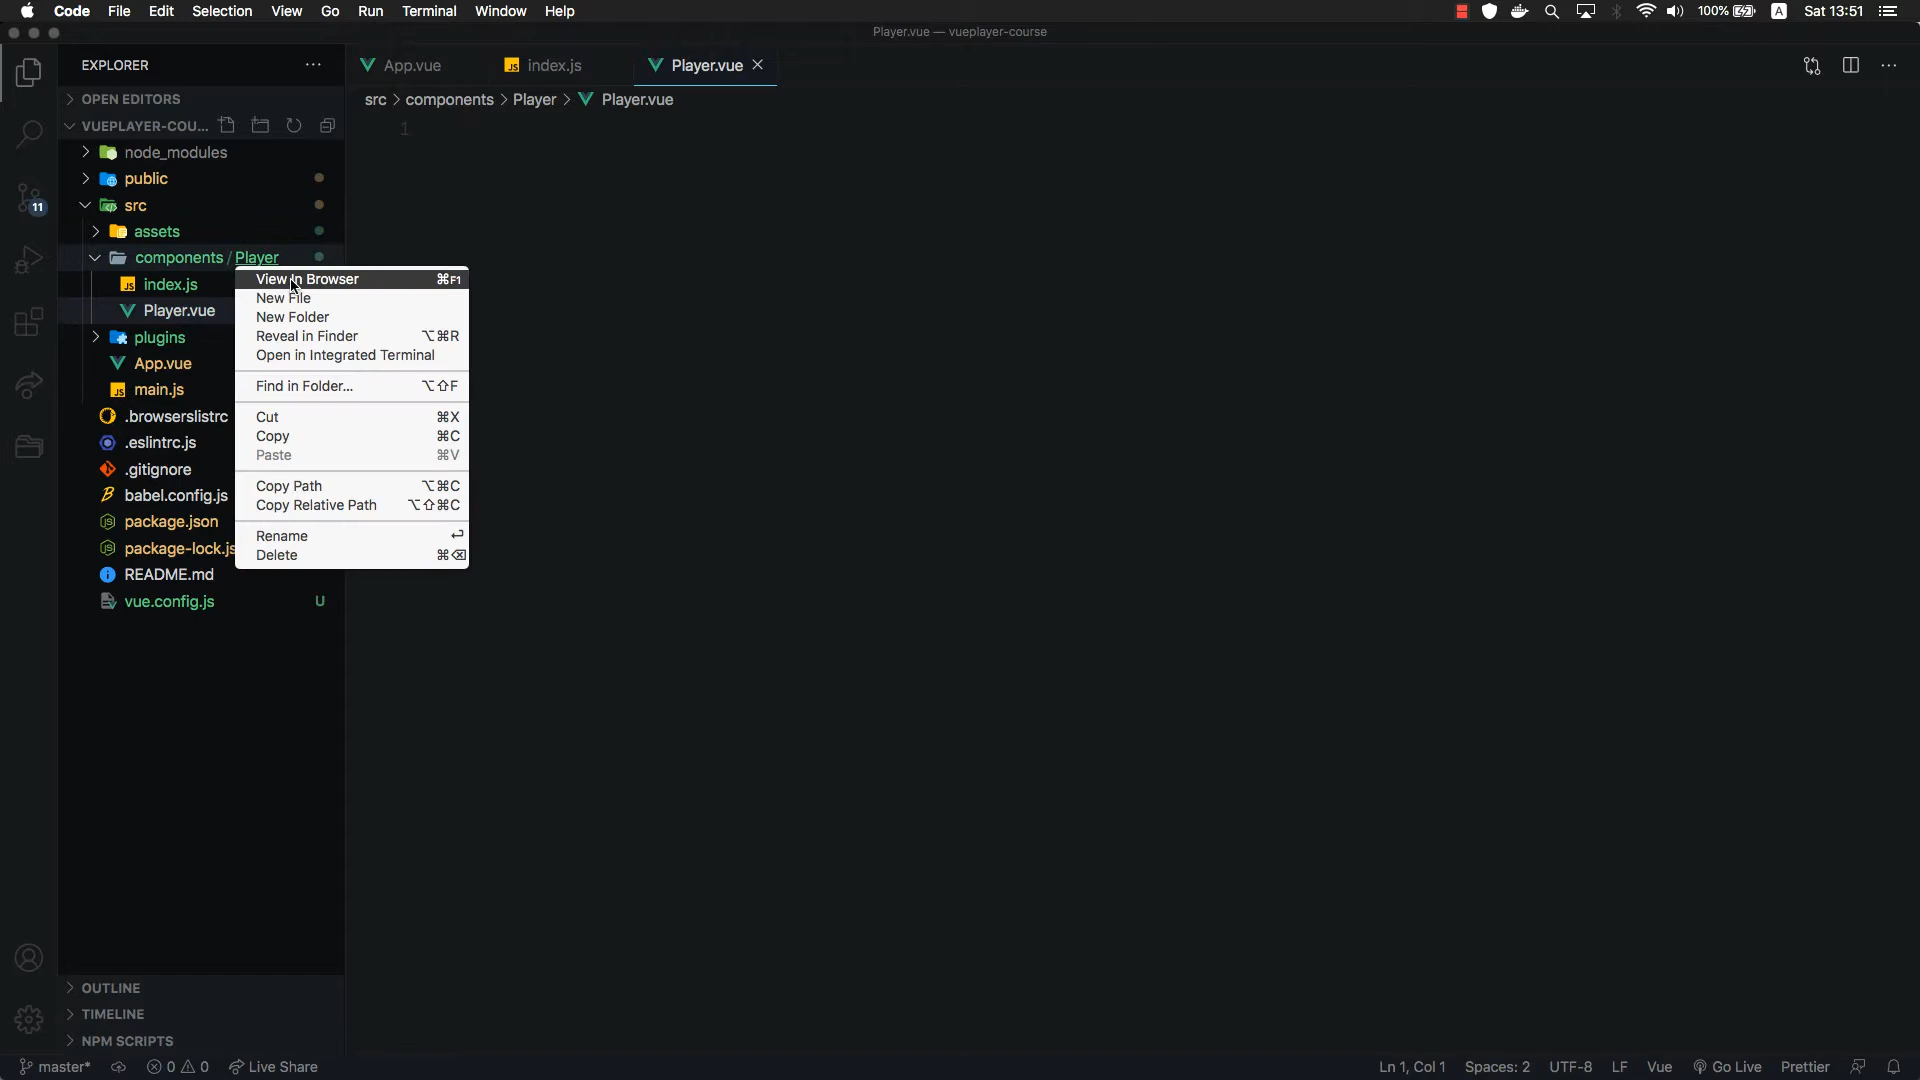 Code File Edit Selection View Go Run Terminal Window Help 100% A Sat 13:51
Player.vue — vueplayer-course
EXPLORER
App.vue
index.js
Player.vue
OPEN EDITORS
src > components > Player > Player.vue
VUEPLAYER-COU...
1
node_modules
public
src
assets
components / Player
index.js
Player.vue
plugins
App.vue
main.js
.browserslistrc
.eslintrc.js
.gitignore
babel.config.js
package.json
package-lock.js
README.md
vue.config.js U
11
View In Browser ⌘F1
New File
New Folder
Reveal in Finder ⌥⌘R
Open in Integrated Terminal
Find in Folder... ⌥⇧F
Cut ⌘X
Copy ⌘C
Paste ⌘V
Copy Path ⌥⌘C
Copy Relative Path ⌥⇧⌘C
Rename ↩
Delete ⌘⌫
OUTLINE
TIMELINE
NPM SCRIPTS
master* 0 0 Live Share Ln 1, Col 1 Spaces: 2 UTF-8 LF Vue Go Live Prettier